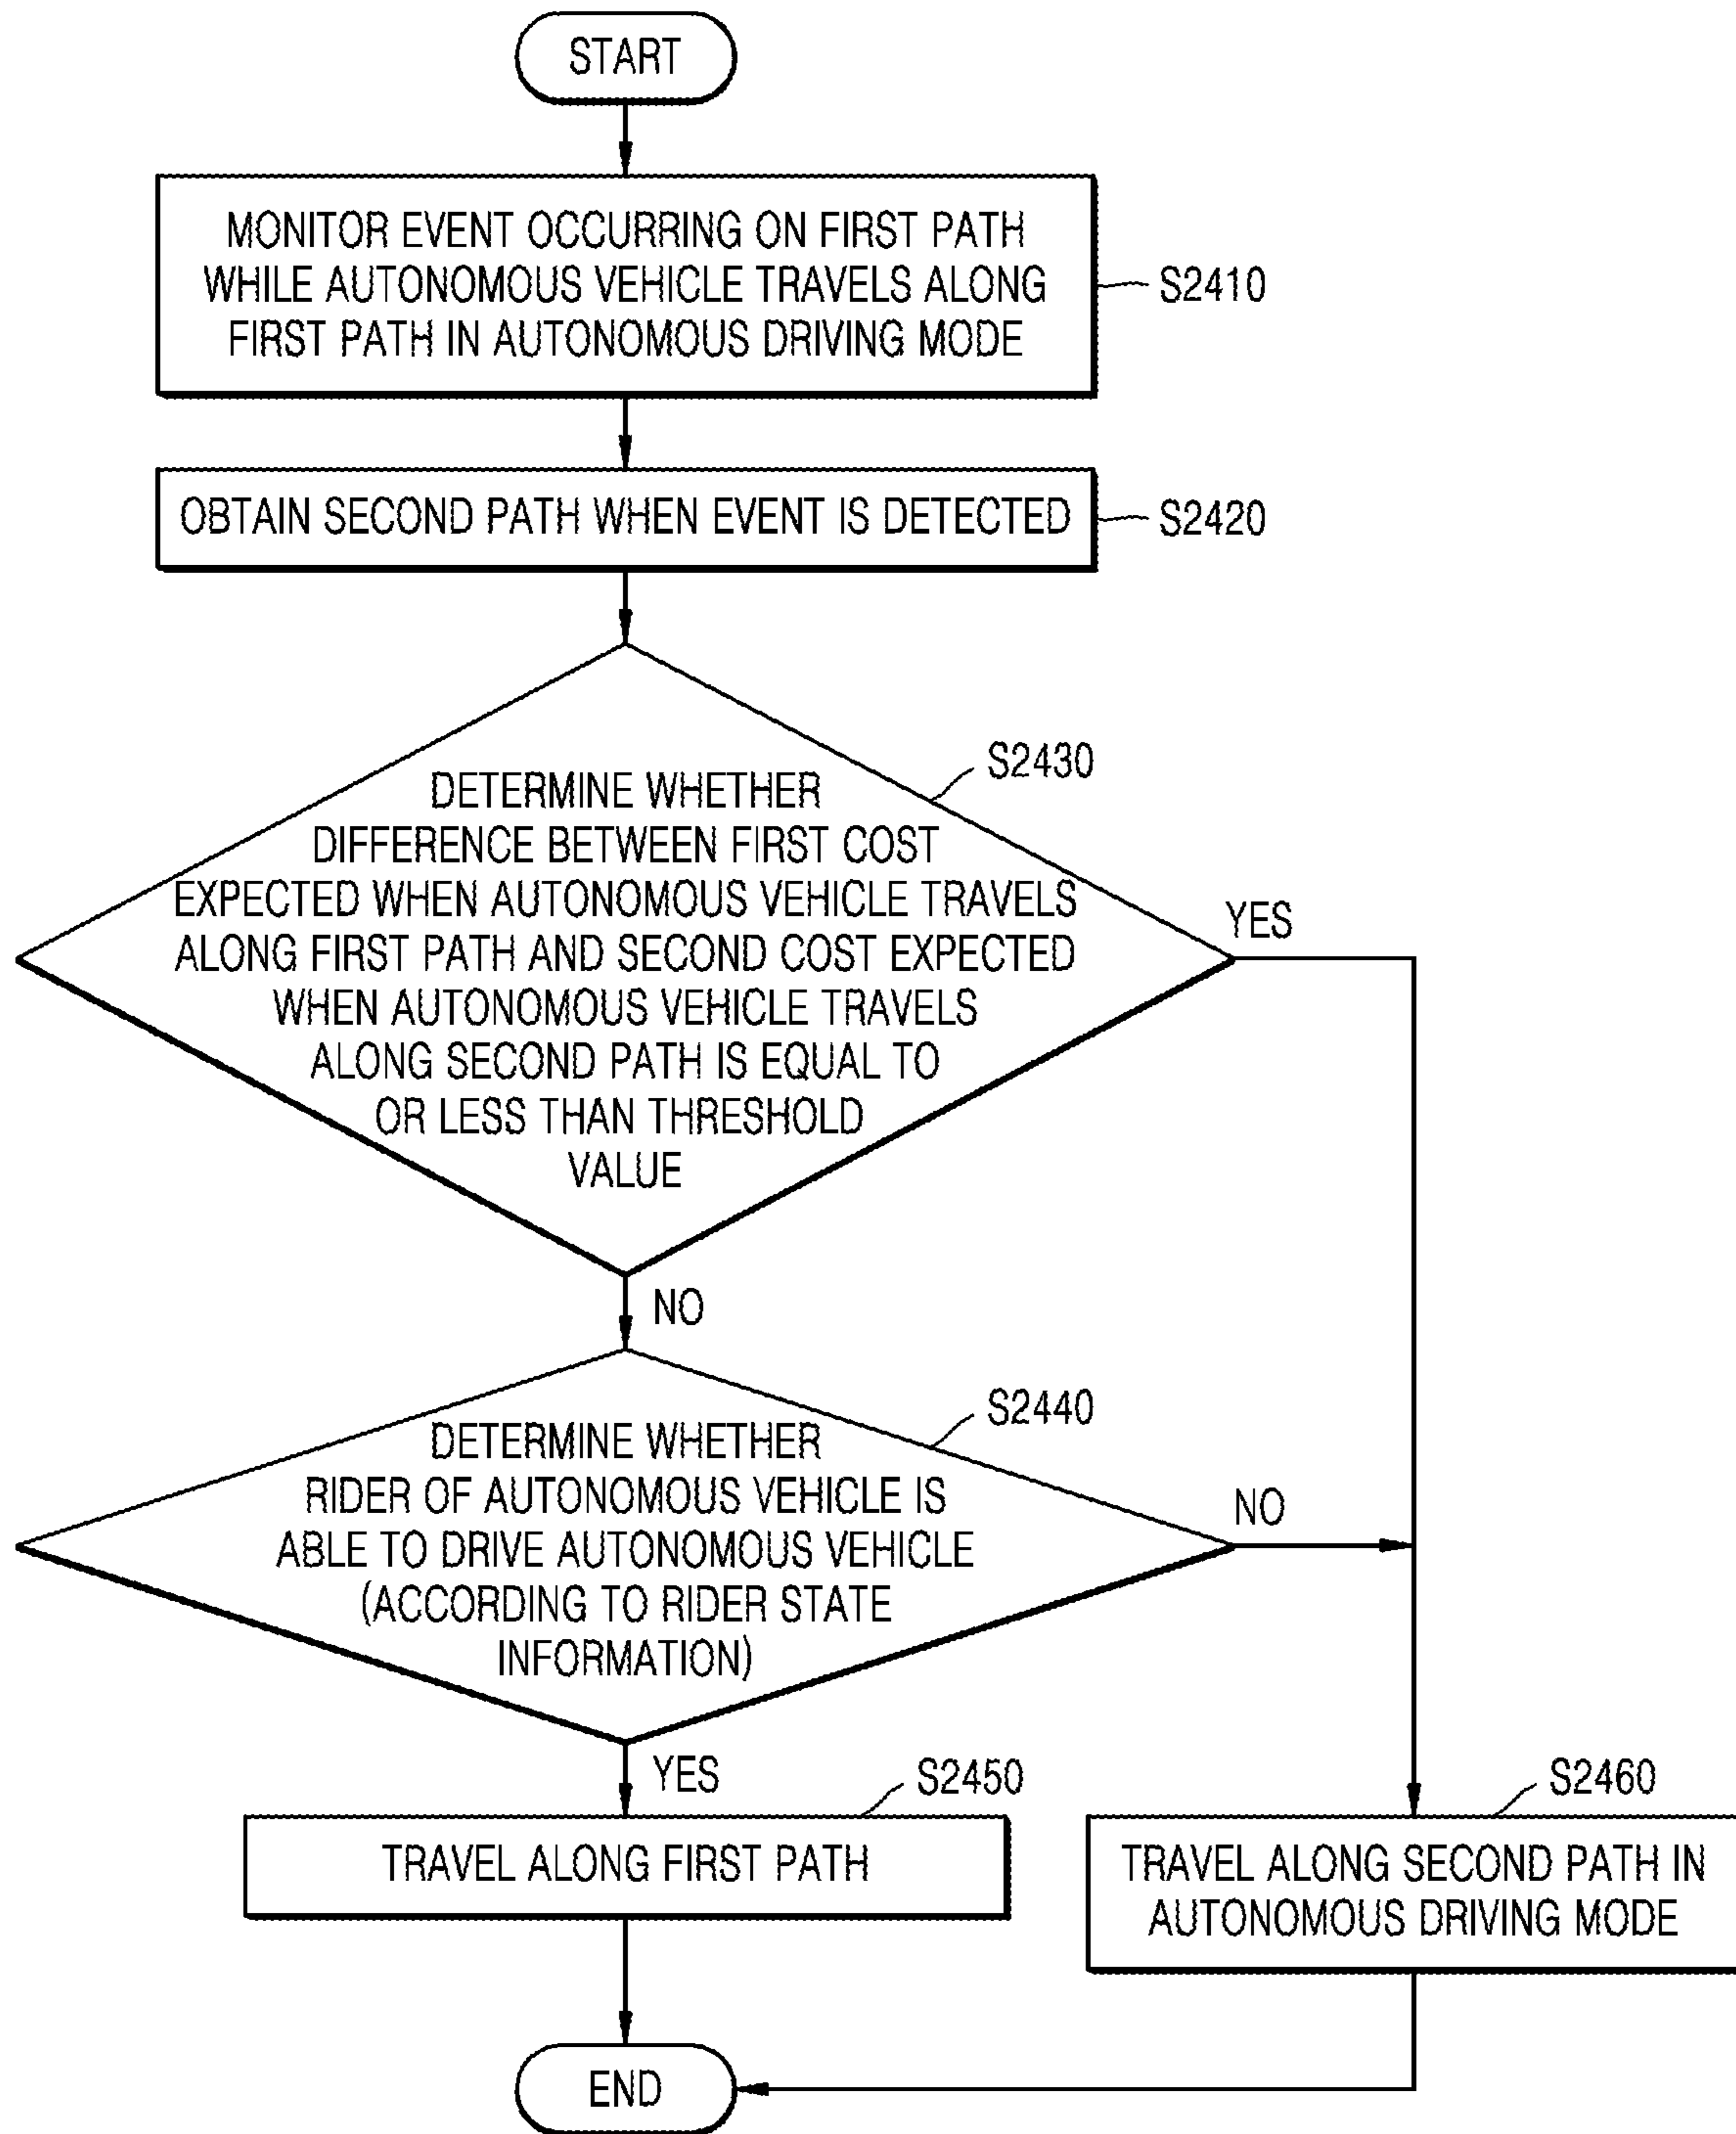 START
MONITOR EVENT OCCURRING ON FIRST PATH
WHILE AUTONOMOUS VEHICLE TRAVELS ALONG
FIRST PATH IN AUTONOMOUS DRIVING MODE
S2410
OBTAIN SECOND PATH WHEN EVENT IS DETECTED
S2420
S2430
DETERMINE WHETHER
DIFFERENCE BETWEEN FIRST COST
EXPECTED WHEN AUTONOMOUS VEHICLE TRAVELS
ALONG FIRST PATH AND SECOND COST EXPECTED
WHEN AUTONOMOUS VEHICLE TRAVELS
ALONG SECOND PATH IS EQUAL TO
OR LESS THAN THRESHOLD
VALUE
YES
NO
S2440
DETERMINE WHETHER
RIDER OF AUTONOMOUS VEHICLE IS
ABLE TO DRIVE AUTONOMOUS VEHICLE
(ACCORDING TO RIDER STATE
INFORMATION)
NO
YES
S2450
TRAVEL ALONG FIRST PATH
S2460
TRAVEL ALONG SECOND PATH IN
AUTONOMOUS DRIVING MODE
END